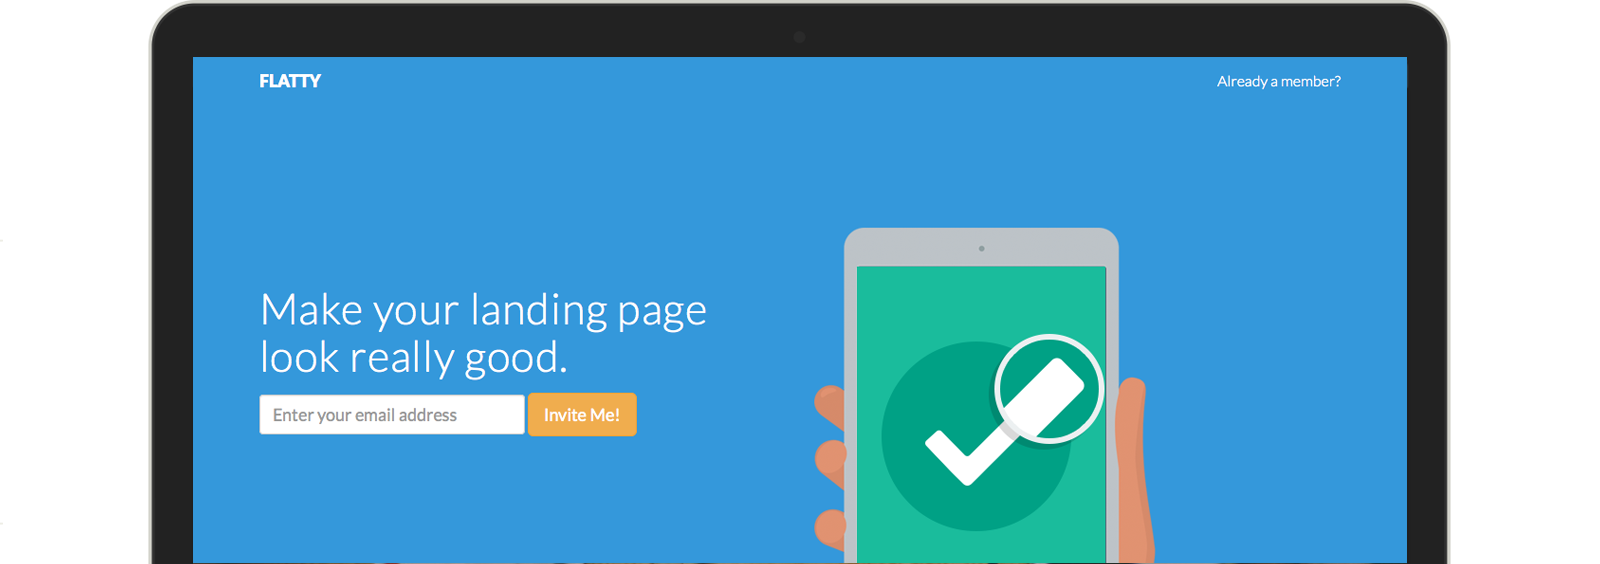 FLATTY
Already a member?
Make your landing page
look really good.
Enter your email address
Invite Me!